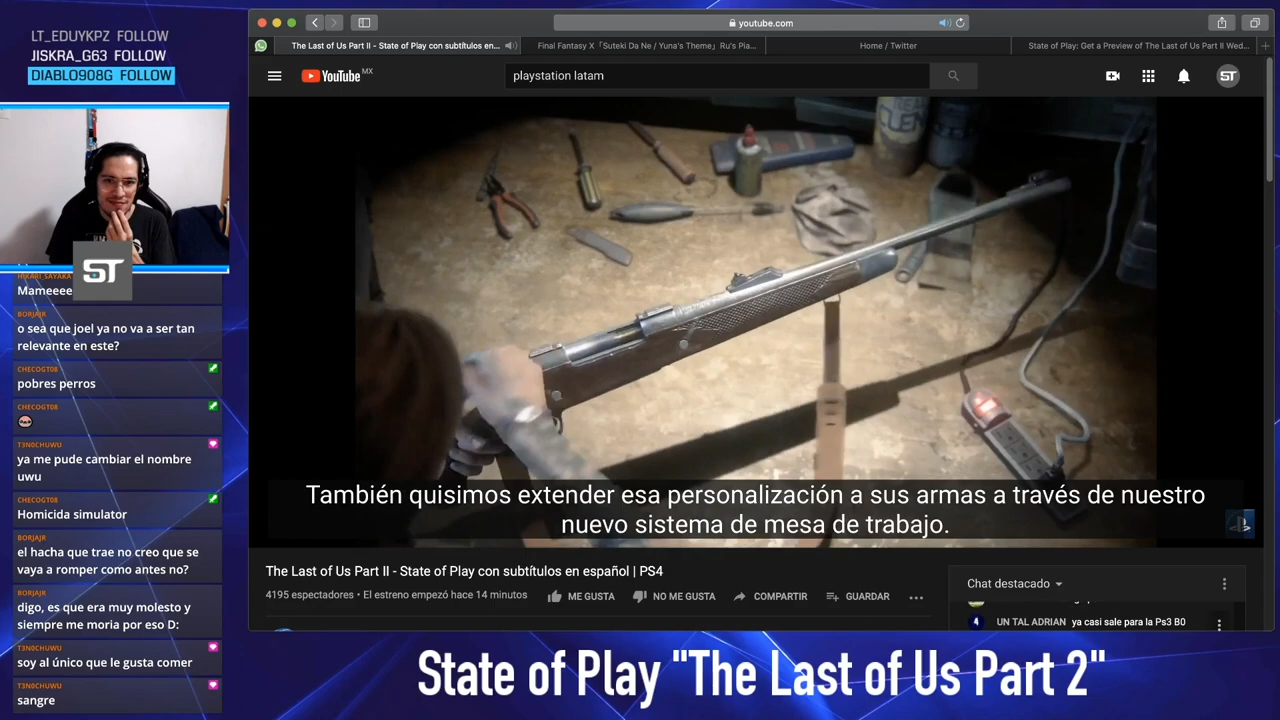 LT_EDUYKPZ FOLLOW
JISKRA_G63 FOLLOW
DIABLO908G FOLLOW
ST
HIKARI_SAYAKA
Mameeee
BORJAJR
o sea que joel ya no va a ser tan
relevante en este?
CHECOGT08
pobres perros
CHECOGT08
T3N0CHUWU
ya me pude cambiar el nombre
uwu
CHECOGT08
Homicida simulator
BORJAJR
el hacha que trae no creo que se
vaya a romper como antes no?
BORJAJR
digo, es que era muy molesto y
siempre me moria por eso D:
T3N0CHUWU
soy al único que le gusta comer
T3N0CHUWU
sangre
youtube.com
The Last of Us Part II - State of Play con subtítulos en...
Final Fantasy X「Suteki Da Ne / Yuna's Theme」Ru's Pia...
Home / Twitter
State of Play: Get a Preview of The Last of Us Part II Wed...
YouTube MX
playstation latam
ST
También quisimos extender esa personalización a sus armas a través de nuestro
nuevo sistema de mesa de trabajo.
The Last of Us Part II - State of Play con subtítulos en español | PS4
4195 espectadores • El estreno empezó hace 14 minutos
ME GUSTA
NO ME GUSTA
COMPARTIR
GUARDAR
Chat destacado
4 UN TAL ADRIAN ya casi sale para la Ps3 B0
State of Play "The Last of Us Part 2"